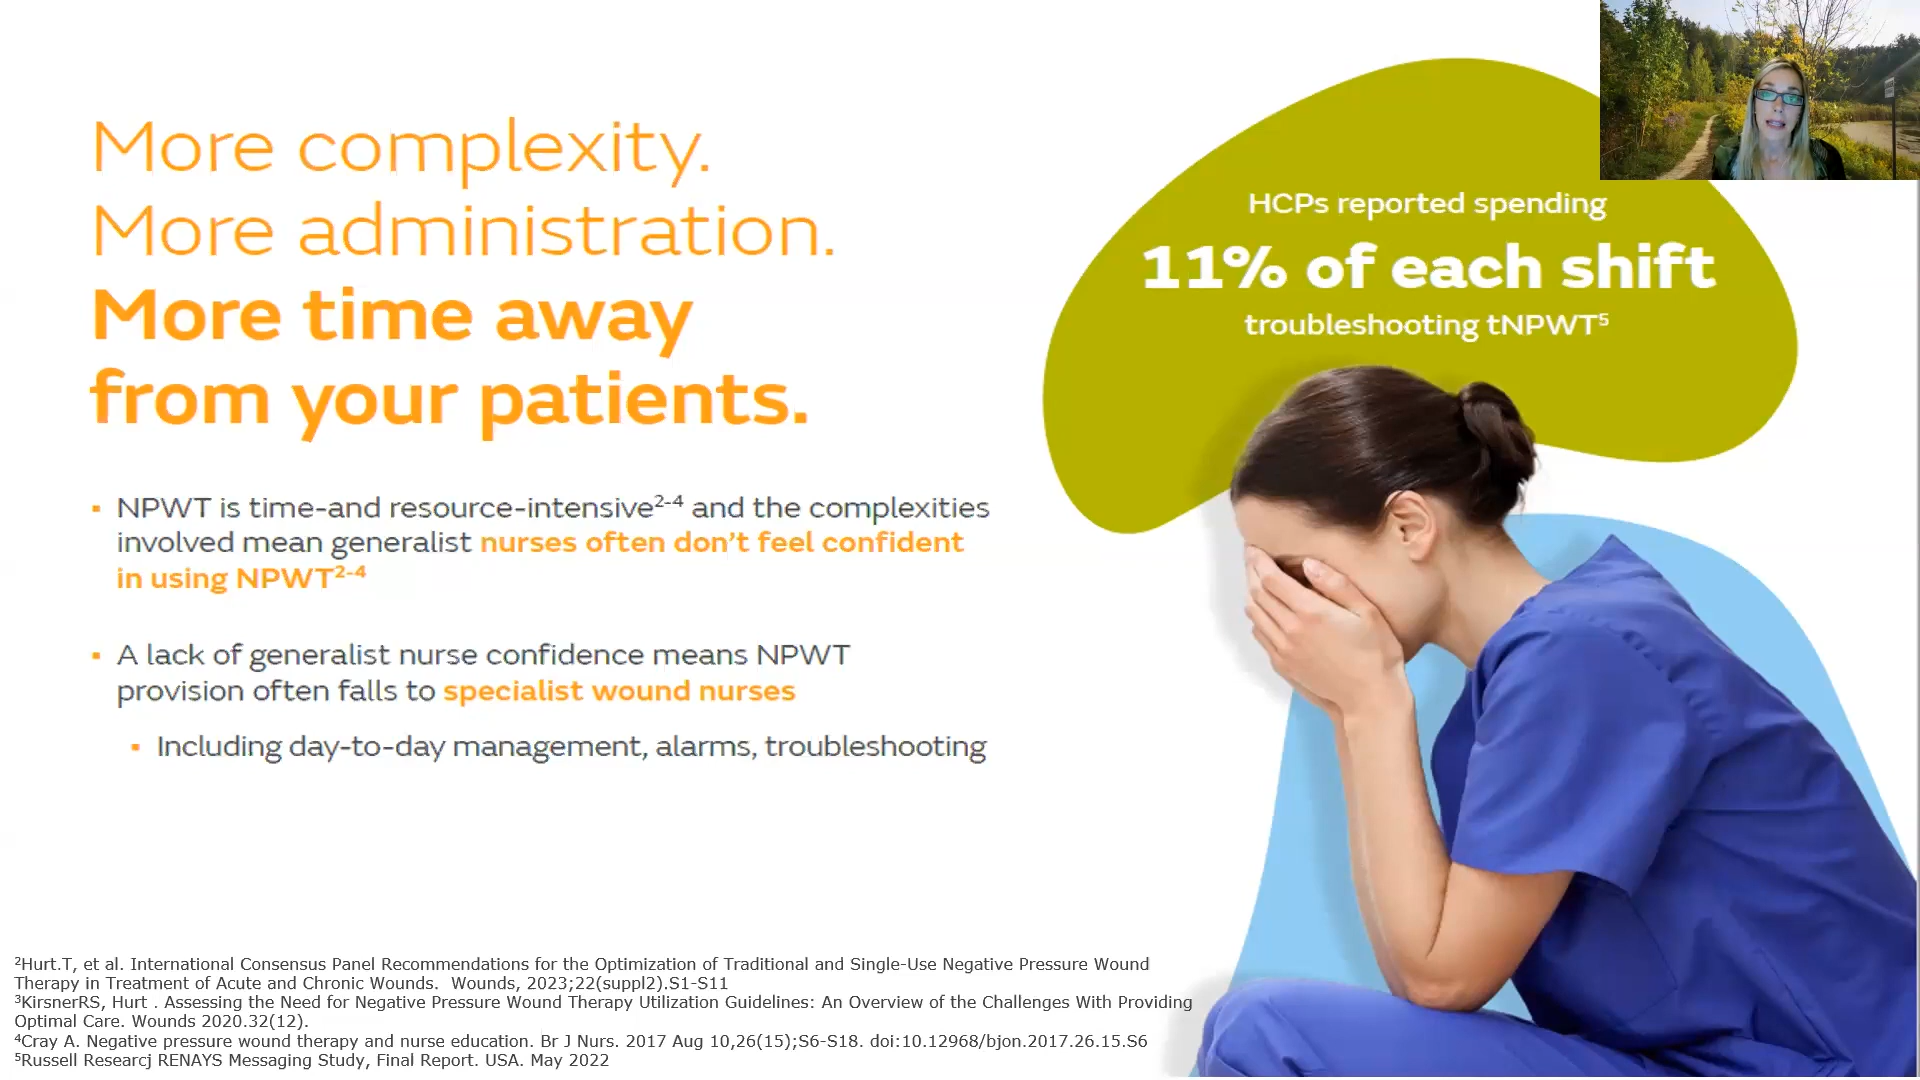 More complexity.
More administration.
More time away
from your patients.
▪ NPWT is time-and resource-intensive²⁻⁴ and the complexities
involved mean generalist nurses often don’t feel confident
in using NPWT²⁻⁴
▪ A lack of generalist nurse confidence means NPWT
provision often falls to specialist wound nurses
▪ Including day-to-day management, alarms, troubleshooting
HCPs reported spending
11% of each shift
troubleshooting tNPWT⁵
²Hurt.T, et al. International Consensus Panel Recommendations for the Optimization of Traditional and Single-Use Negative Pressure Wound
Therapy in Treatment of Acute and Chronic Wounds. Wounds, 2023;22(suppl2).S1-S11
³KirsnerRS, Hurt . Assessing the Need for Negative Pressure Wound Therapy Utilization Guidelines: An Overview of the Challenges With Providing
Optimal Care. Wounds 2020.32(12).
⁴Cray A. Negative pressure wound therapy and nurse education. Br J Nurs. 2017 Aug 10,26(15);S6-S18. doi:10.12968/bjon.2017.26.15.S6
⁵Russell Researcj RENAYS Messaging Study, Final Report. USA. May 2022